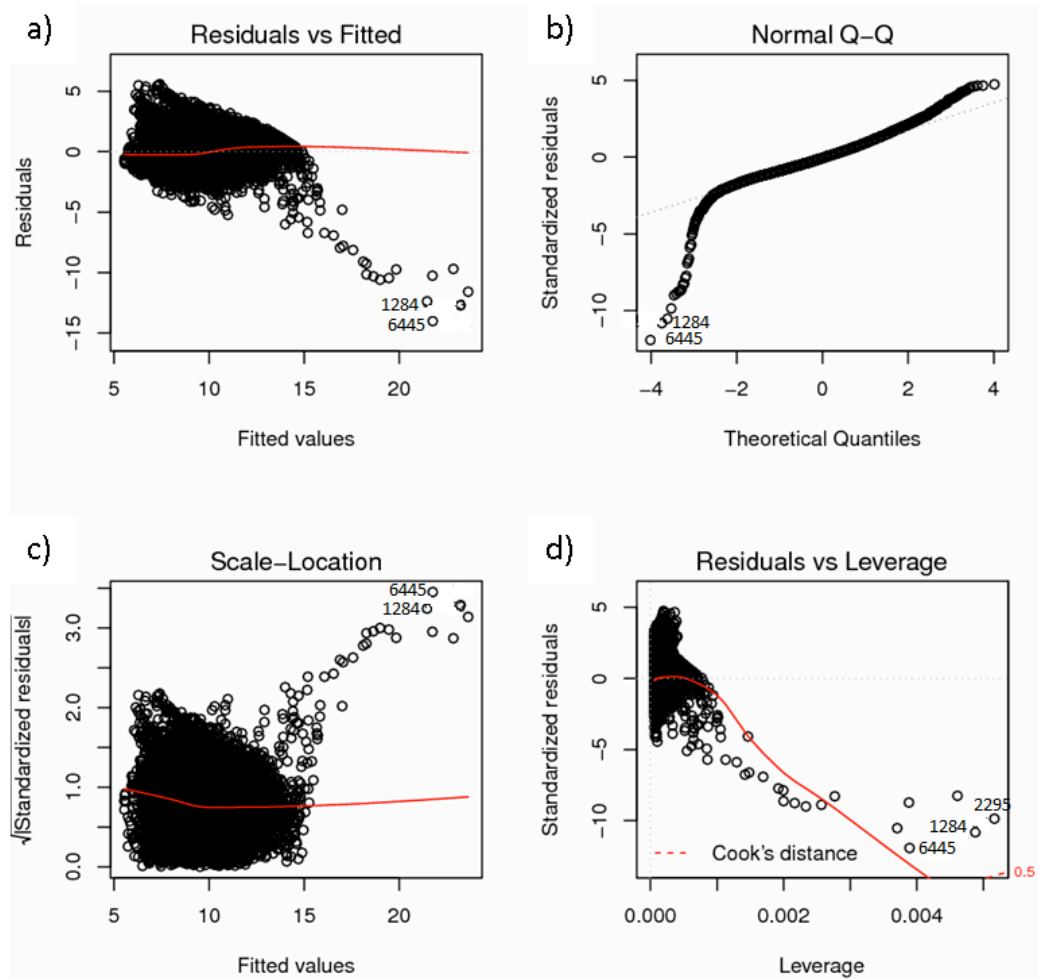 a)
Residuals vs Fitted
Residuals
5
0
−5
−10
−15
1284
6445
5
10
15
20
Fitted values
b)
Normal Q−Q
Standardized residuals
5
0
−5
−10
1284
6445
−4
−2
0
2
4
Theoretical Quantiles
c)
Scale−Location
√|Standardized residuals|
3.0
2.0
1.0
0.0
6445
1284
5
10
15
20
Fitted values
d)
Residuals vs Leverage
Standardized residuals
5
0
−5
−10
2295
1284
6445
Cook's distance
0.5
0.000
0.002
0.004
Leverage